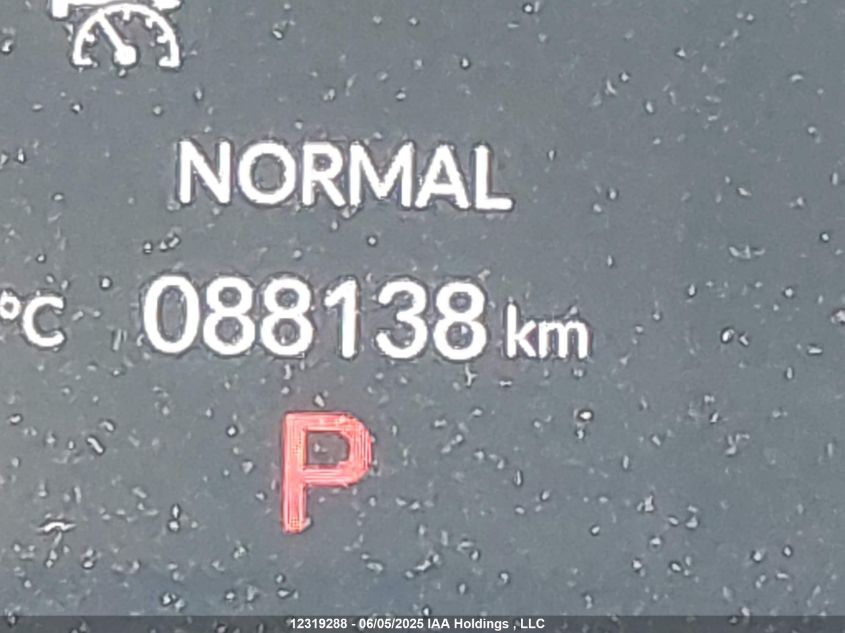 NORMAL
°C
088138 km
P
12319288 - 06/05/2025 IAA Holdings , LLC